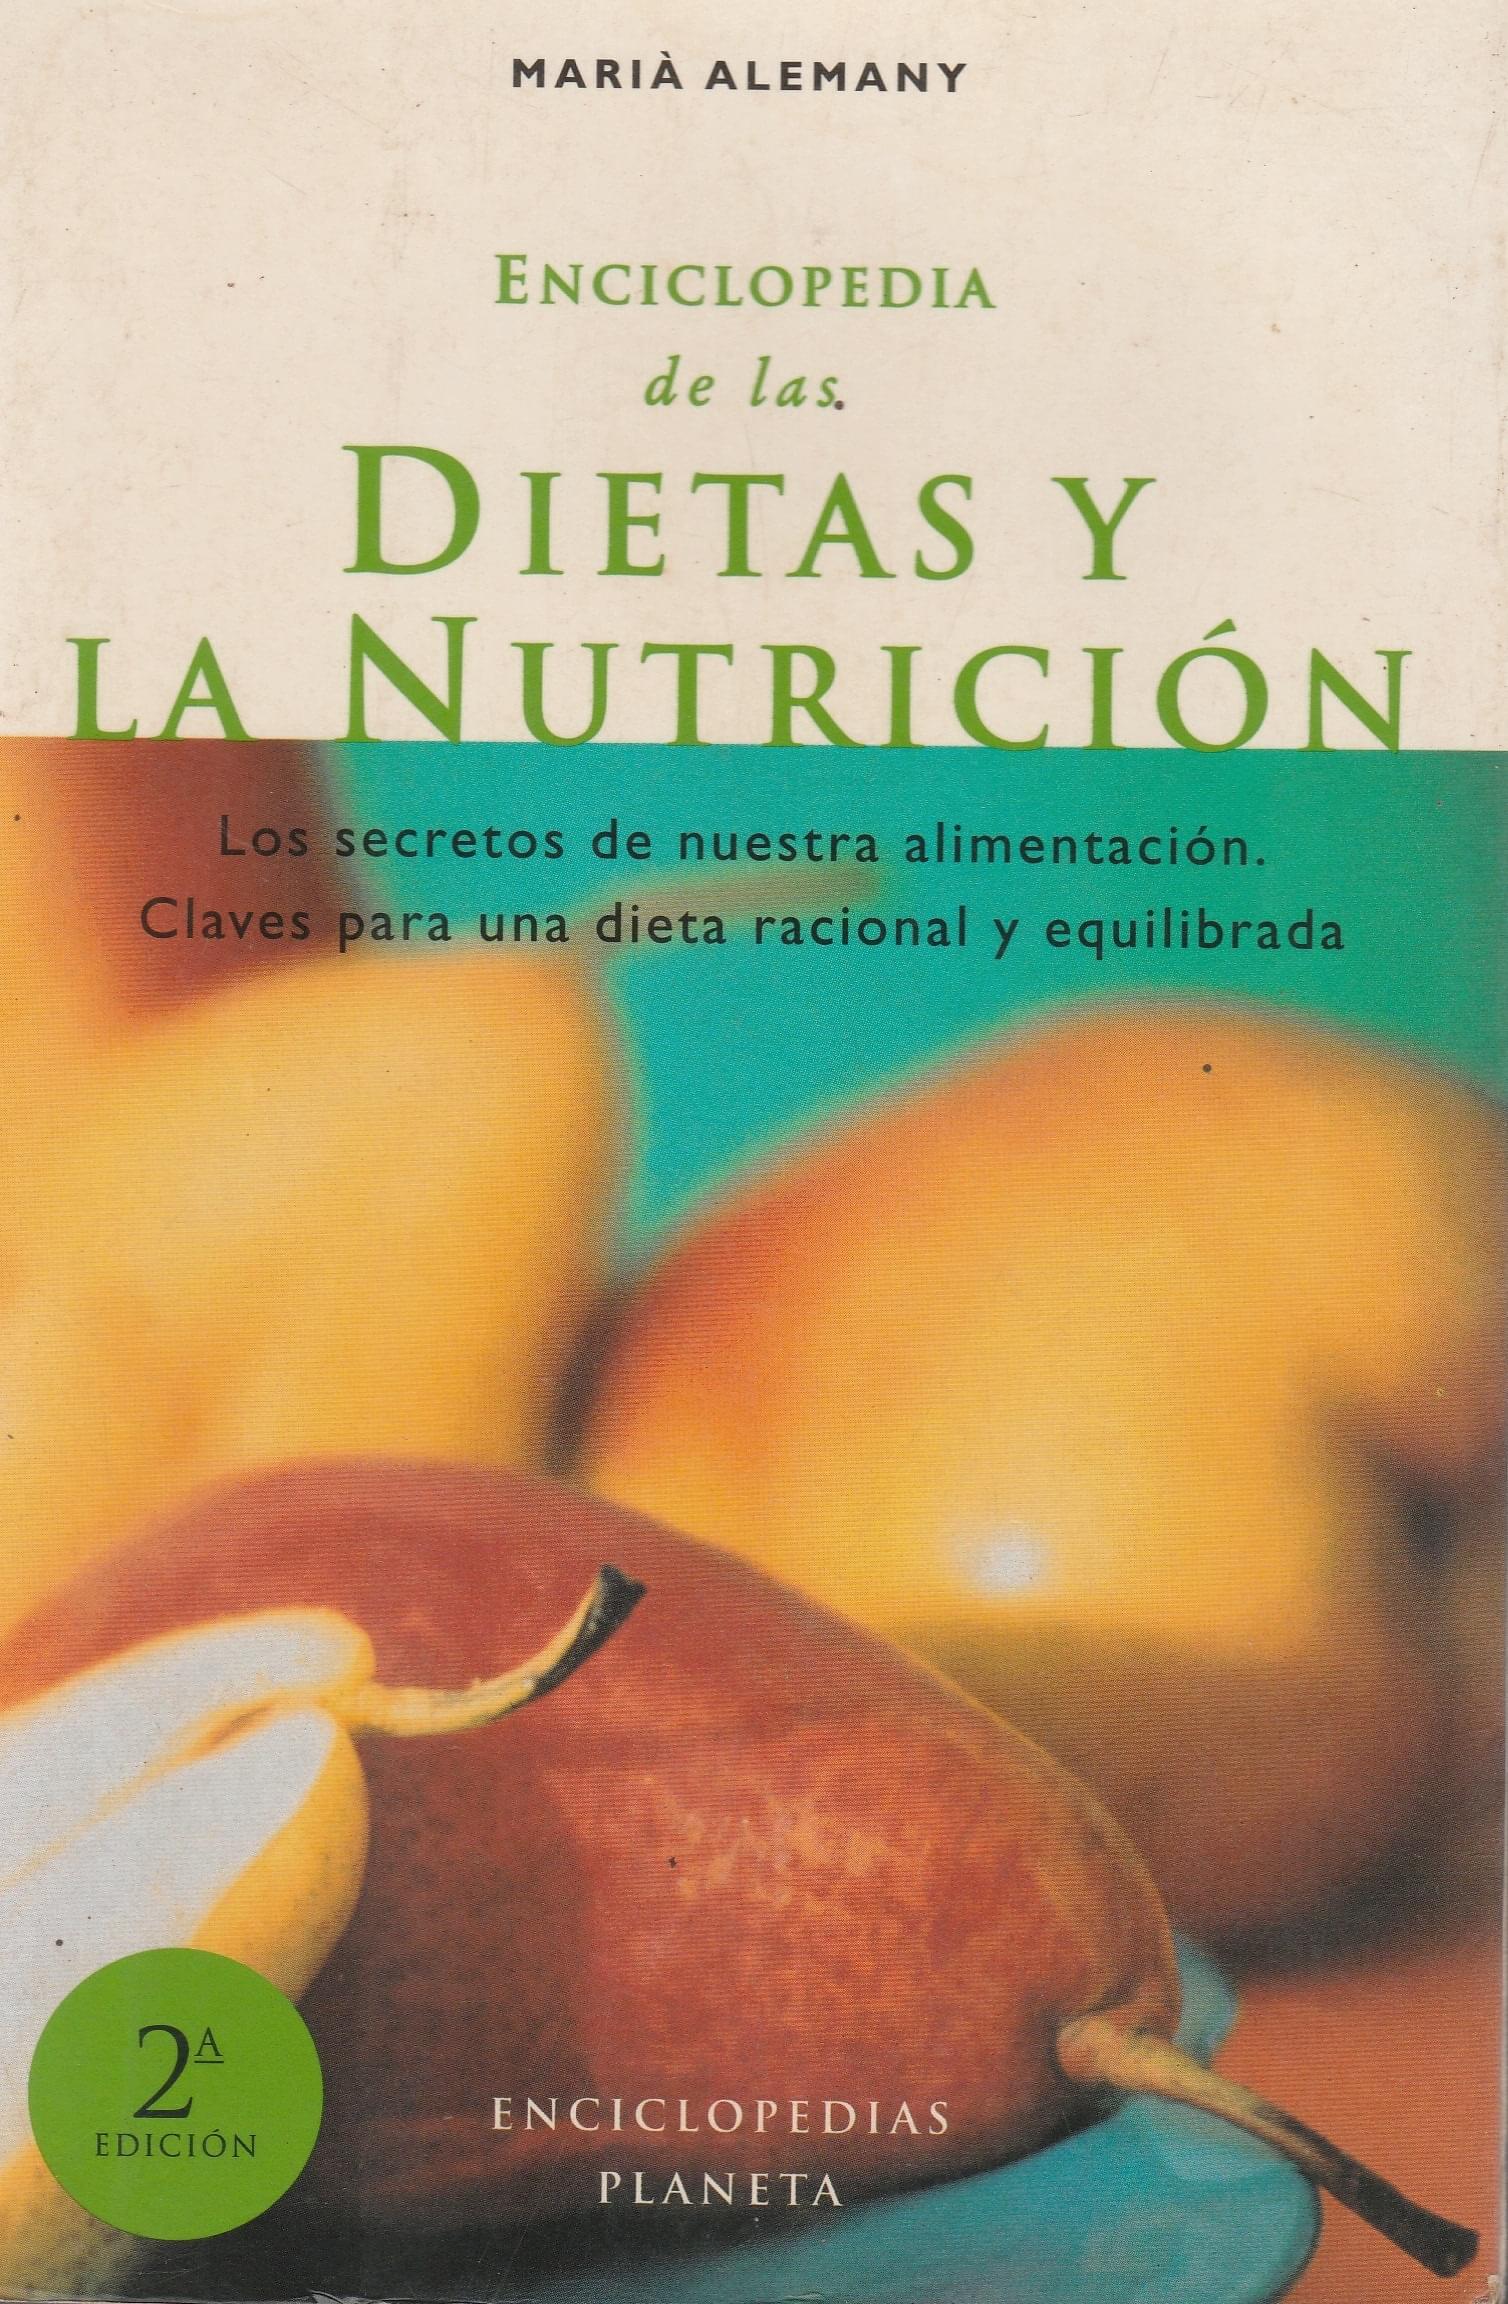 MARIÀ ALEMANY
ENCICLOPEDIA
de las
DIETAS Y
LA NUTRICIÓN
Los secretos de nuestra alimentación.
Claves para una dieta racional y equilibrada
2ª
EDICIÓN
ENCICLOPEDIAS
PLANETA